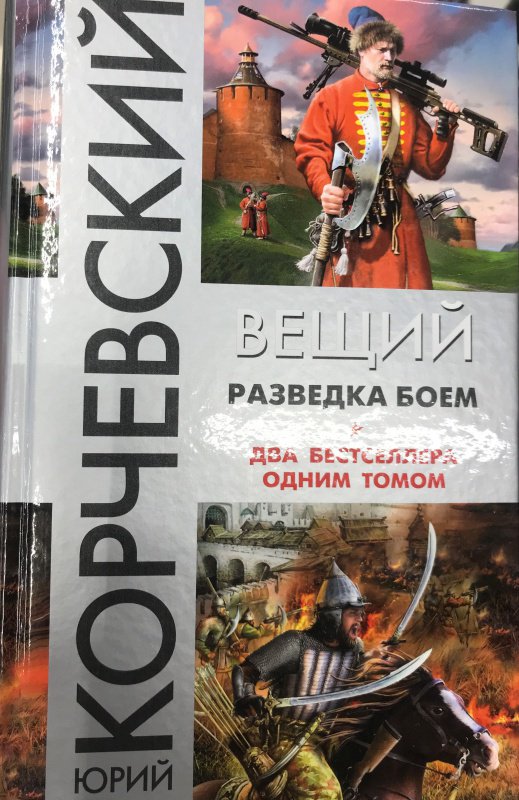 ЮРИЙ
КОРЧЕВСКИЙ
ВЕЩИЙ
РАЗВЕДКА БОЕМ
ДВА БЕСТСЕЛЛЕРА
ОДНИМ ТОМОМ